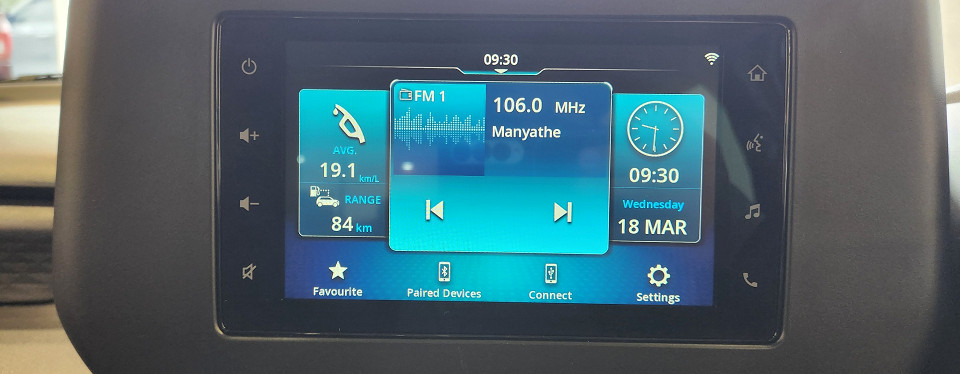 09:30
AVG.
19.1 km/L
RANGE
84 km
FM 1
106.0 MHz
Manyathe
09:30
Wednesday
18 MAR
Favourite
Paired Devices
Connect
Settings